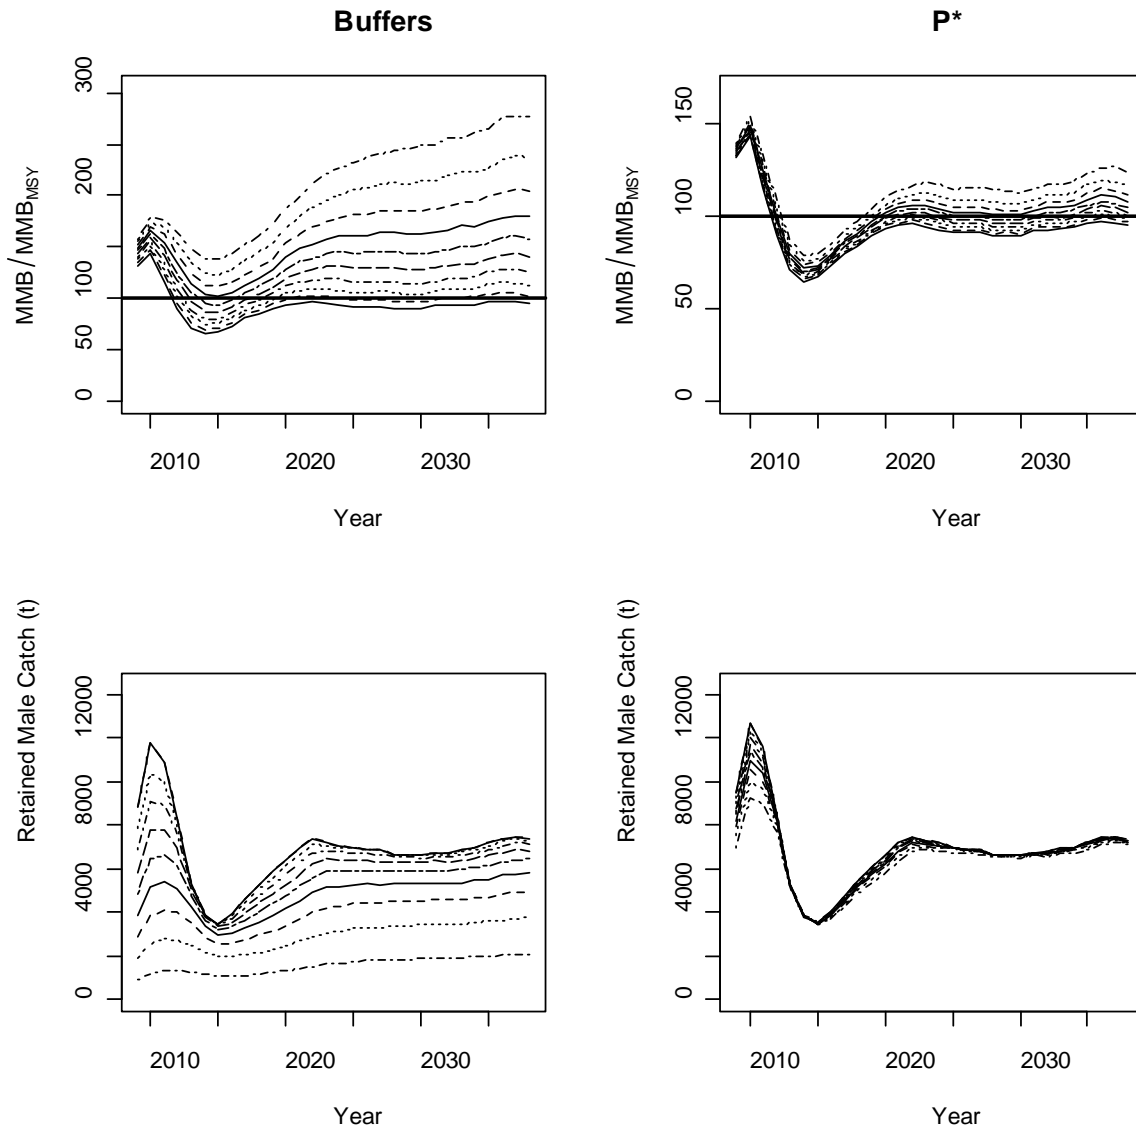 Buffers
P*
MMB / MMB_MSY
0 50 100 200 300
2010 2020 2030
Year
MMB / MMB_MSY
0 50 100 150
2010 2020 2030
Year
Retained Male Catch (t)
0 4000 8000 12000
2010 2020 2030
Year
Retained Male Catch (t)
0 4000 8000 12000
2010 2020 2030
Year